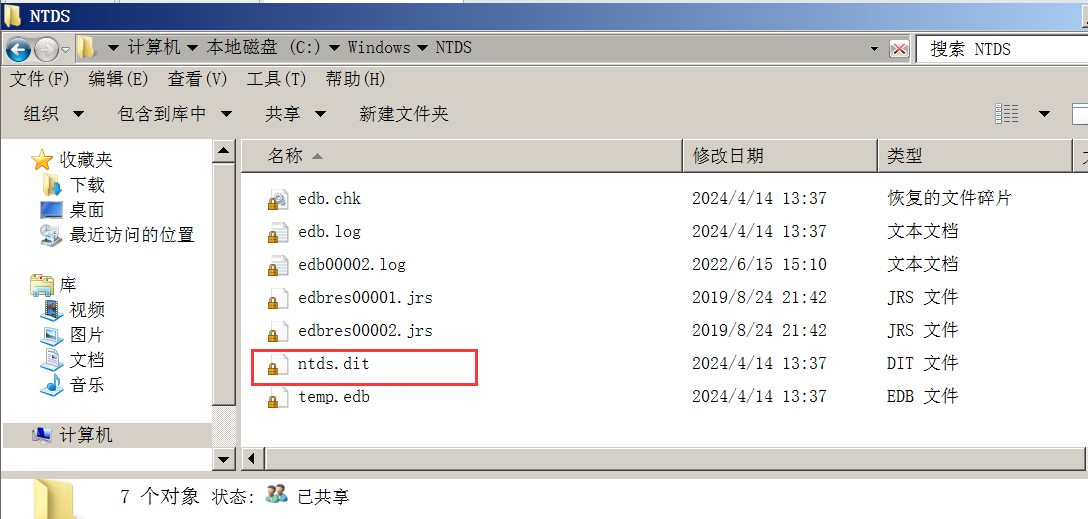 NTDS
计算机 本地磁盘 (C:) Windows NTDS 搜索 NTDS
文件(F) 编辑(E) 查看(V) 工具(T) 帮助(H)
组织 包含到库中 共享 新建文件夹
收藏夹
下载
桌面
最近访问的位置
库
视频
图片
文档
音乐
计算机
名称 修改日期 类型
edb.chk 2024/4/14 13:37 恢复的文件碎片
edb.log 2024/4/14 13:37 文本文档
edb00002.log 2022/6/15 15:10 文本文档
edbres00001.jrs 2019/8/24 21:42 JRS 文件
edbres00002.jrs 2019/8/24 21:42 JRS 文件
ntds.dit 2024/4/14 13:37 DIT 文件
temp.edb 2024/4/14 13:37 EDB 文件
7 个对象 状态: 已共享